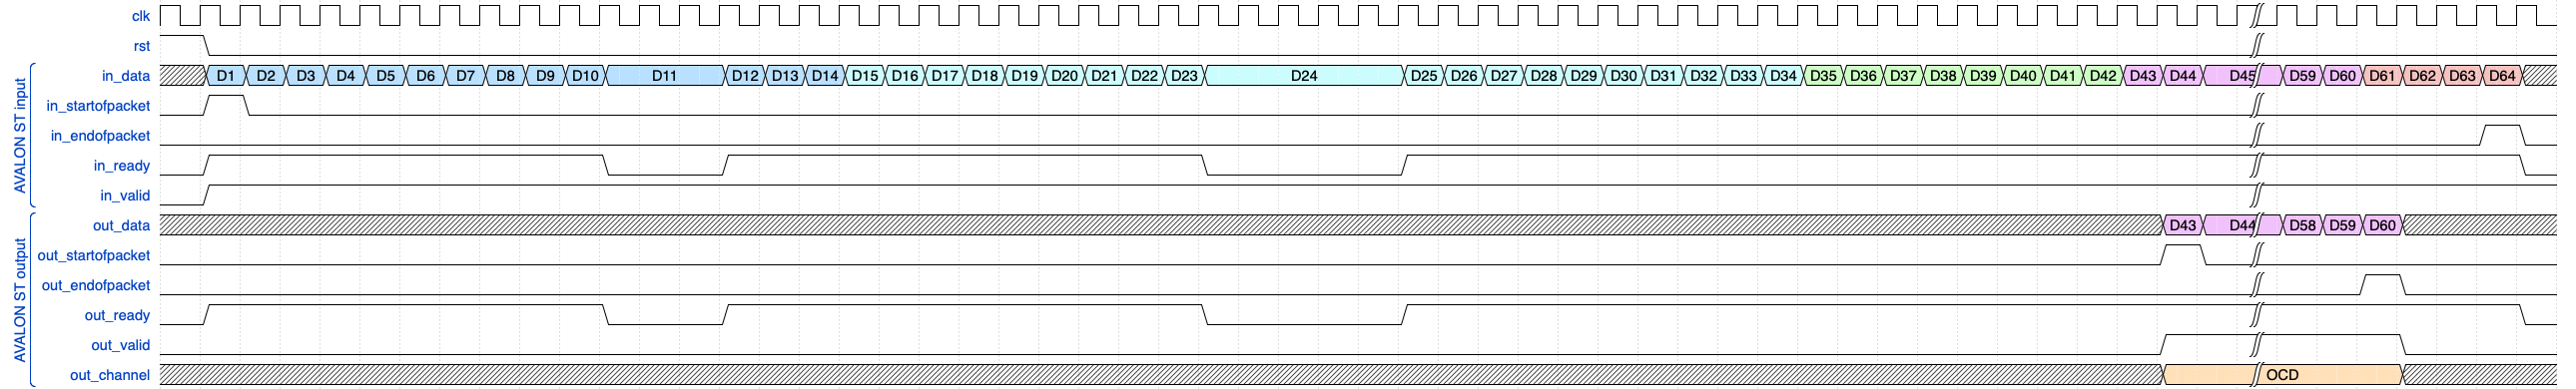 clk
rst
in_data D1 D2 D3 D4 D5 D6 D7 D8 D9 D10 D11 D12 D13 D14 D15 D16 D17 D18 D19 D20 D21 D22 D23 D24 D25 D26 D27 D28 D29 D30 D31 D32 D33 D34 D35 D36 D37 D38 D39 D40 D41 D42 D43 D44 D45 D59 D60 D61 D62 D63 D64
AVALON ST input
in_startofpacket
in_endofpacket
in_ready
in_valid
AVALON ST output
out_data D43 D44 D58 D59 D60
out_startofpacket
out_endofpacket
out_ready
out_valid
out_channel OCD